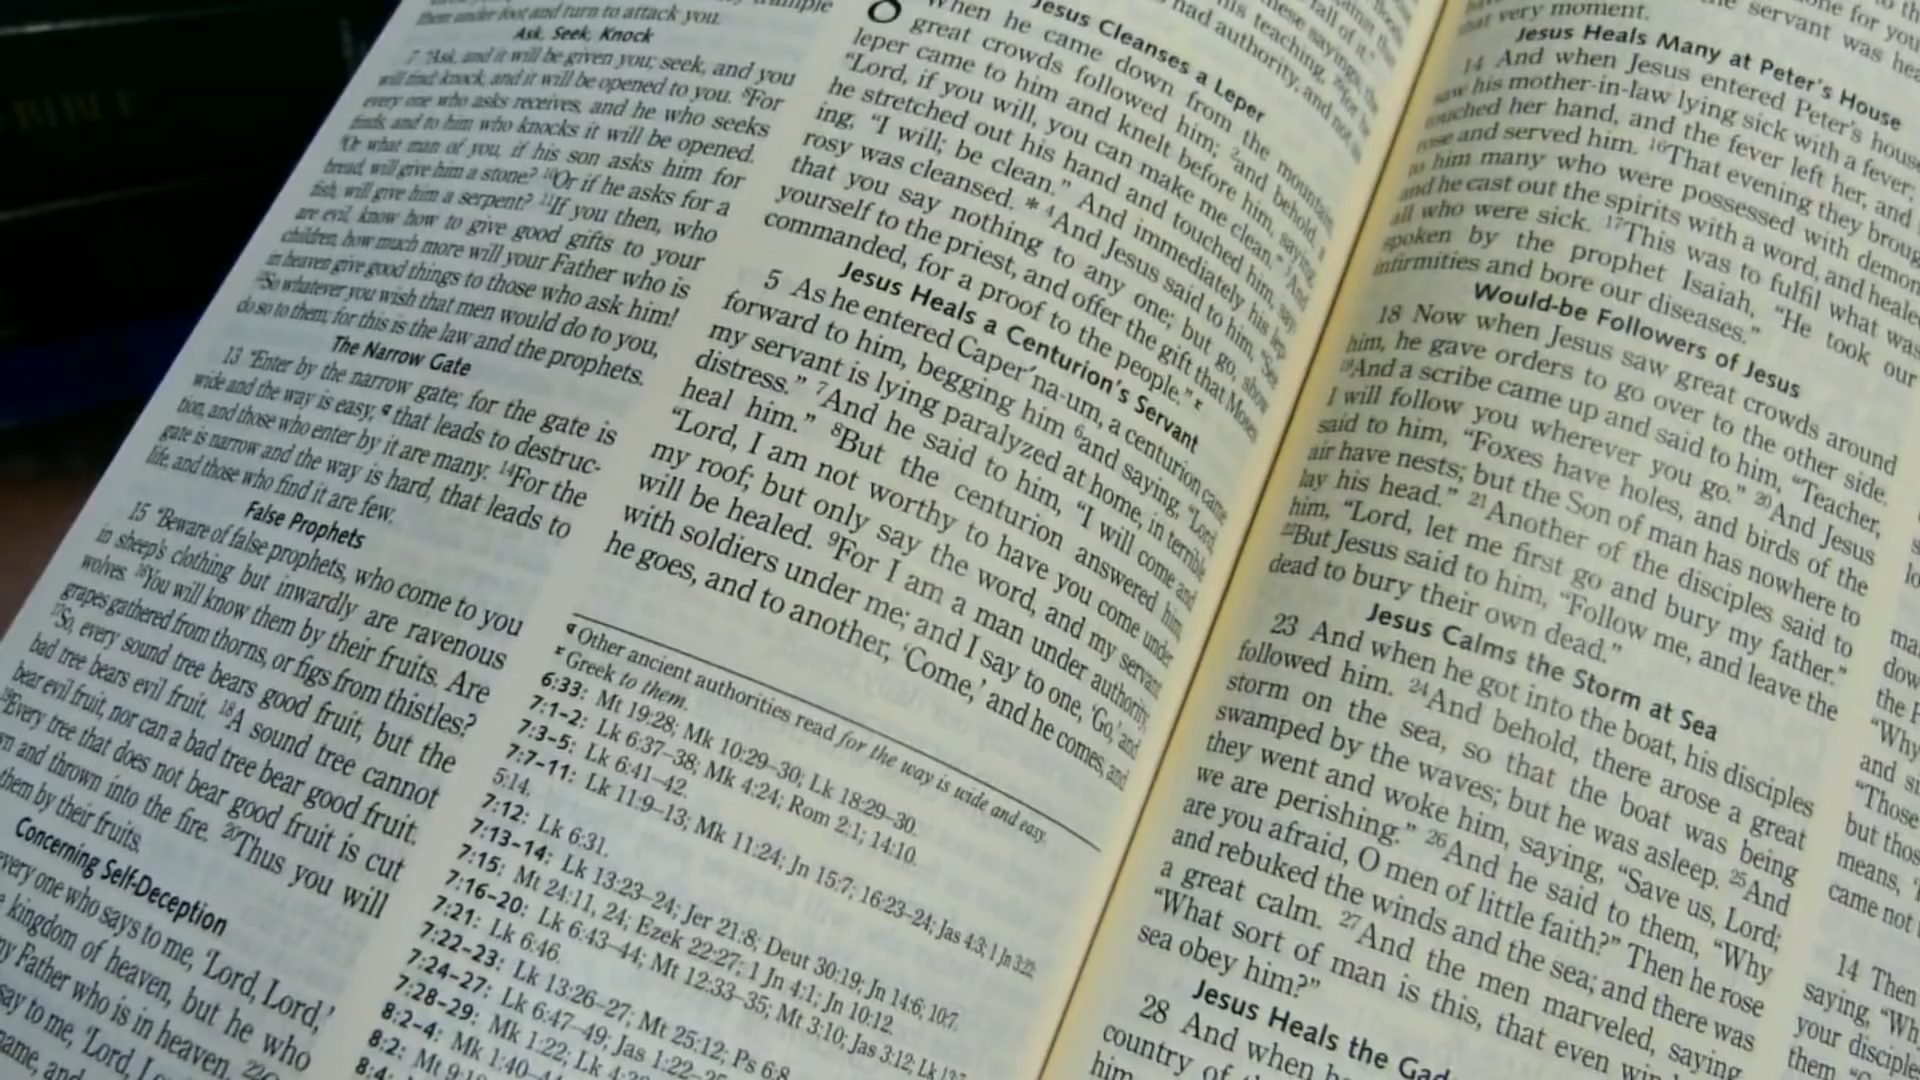 BIBLE
them under foot and turn to attack you.
Ask, Seek, Knock
7 "Ask, and it will be given you; seek, and you
will find; knock, and it will be opened to you. 8For
every one who asks receives, and he who seeks
finds, and to him who knocks it will be opened.
9Or what man of you, if his son asks him for
bread, will give him a stone? 10Or if he asks for a
fish, will give him a serpent? 11If you then, who
are evil, know how to give good gifts to your
children, how much more will your Father who is
in heaven give good things to those who ask him!
12So whatever you wish that men would do to you,
do so to them; for this is the law and the prophets.
The Narrow Gate
13 "Enter by the narrow gate; for the gate is
wide and the way is easy, q that leads to destruc-
tion, and those who enter by it are many. 14For the
gate is narrow and the way is hard, that leads to
life, and those who find it are few.
False Prophets
15 "Beware of false prophets, who come to you
in sheep's clothing but inwardly are ravenous
wolves. 16You will know them by their fruits. Are
grapes gathered from thorns, or figs from thistles?
17So, every sound tree bears good fruit, but the
bad tree bears evil fruit. 18A sound tree cannot
bear evil fruit, nor can a bad tree bear good fruit.
19Every tree that does not bear good fruit is cut
and thrown into the fire. 20Thus you will
them by their fruits.
Concerning Self-Deception
every one who says to me, 'Lord, Lord,'
kingdom of heaven, but he who
my Father who is in heaven.
say to me, 'Lord,
name, and
his teaching, 29for he
had authority, and not as
Jesus Cleanses a Leper
8 When he came down from the mountain,
great crowds followed him; 2and behold, a
leper came to him and knelt before him, saying,
"Lord, if you will, you can make me clean." 3And
he stretched out his hand and touched him, say-
ing, "I will; be clean." And immediately his lep-
rosy was cleansed. * 4And Jesus said to him, "See
that you say nothing to any one; but go, show
yourself to the priest, and offer the gift that Moses
commanded, for a proof to the people." r
Jesus Heals a Centurion's Servant
5 As he entered Caper'na-um, a centurion came
forward to him, begging him 6and saying, "Lord,
my servant is lying paralyzed at home, in terrible
distress." 7And he said to him, "I will come and
heal him." 8But the centurion answered him,
"Lord, I am not worthy to have you come under
my roof; but only say the word, and my servant
will be healed. 9For I am a man under authority,
with soldiers under me; and I say to one, 'Go,' and
he goes, and to another, 'Come,' and he comes, and
q Other ancient authorities read for the way is wide and easy.
r Greek to them.
6:33: Mt 19:28; Mk 10:29–30; Lk 18:29–30.
7:1–2: Lk 6:37–38; Mk 4:24; Rom 2:1; 14:10.
7:3–5: Lk 6:41–42.
7:7–11: Lk 11:9–13; Mk 11:24; Jn 15:7; 16:23–24; Jas 4:3; 1 Jn 3:22;
5:14.
7:12: Lk 6:31.
7:13–14: Lk 13:23–24; Jer 21:8; Deut 30:19; Jn 14:6; 10:7.
7:15: Mt 24:11, 24; Ezek 22:27; 1 Jn 4:1; Jn 10:12.
7:16–20: Lk 6:43–44; Mt 12:33–35; Mt 3:10; Jas 3:12; Lk 13:7.
7:21: Lk 6:46.
7:22–23: Lk 13:26–27; Mt 25:12; Ps 6:8.
7:24–27: Lk 6:47–49; Jas 1:22–25.
7:28–29: Mk 1:22; Lk
8:2–4: Mk 1:40–44
8:2: Mt
8:4:
servant was
that very moment.
Jesus Heals Many at Peter's House
14 And when Jesus entered Peter's house,
saw his mother-in-law lying sick with a fever;
touched her hand, and the fever left her, and
rose and served him. 16That evening they brought
to him many who were possessed with demons;
and he cast out the spirits with a word, and healed
all who were sick. 17This was to fulfil what was
spoken by the prophet Isaiah, "He took our
infirmities and bore our diseases."
Would-be Followers of Jesus
18 Now when Jesus saw great crowds around
him, he gave orders to go over to the other side.
19And a scribe came up and said to him, "Teacher,
I will follow you wherever you go." 20And Jesus
said to him, "Foxes have holes, and birds of the
air have nests; but the Son of man has nowhere to
lay his head." 21Another of the disciples said to
him, "Lord, let me first go and bury my father."
22But Jesus said to him, "Follow me, and leave the
dead to bury their own dead."
Jesus Calms the Storm at Sea
23 And when he got into the boat, his disciples
followed him. 24And behold, there arose a great
storm on the sea, so that the boat was being
swamped by the waves; but he was asleep. 25And
they went and woke him, saying, "Save us, Lord;
we are perishing." 26And he said to them, "Why
are you afraid, O men of little faith?" Then he rose
and rebuked the winds and the sea; and there was
a great calm. 27And the men marveled, saying,
"What sort of man is this, that even
sea obey him?"
Jesus Heals the
28 And when
country of
him
the
"Why
and
"Those
but
means,
came not
14 Then
saying,
your disciples
them